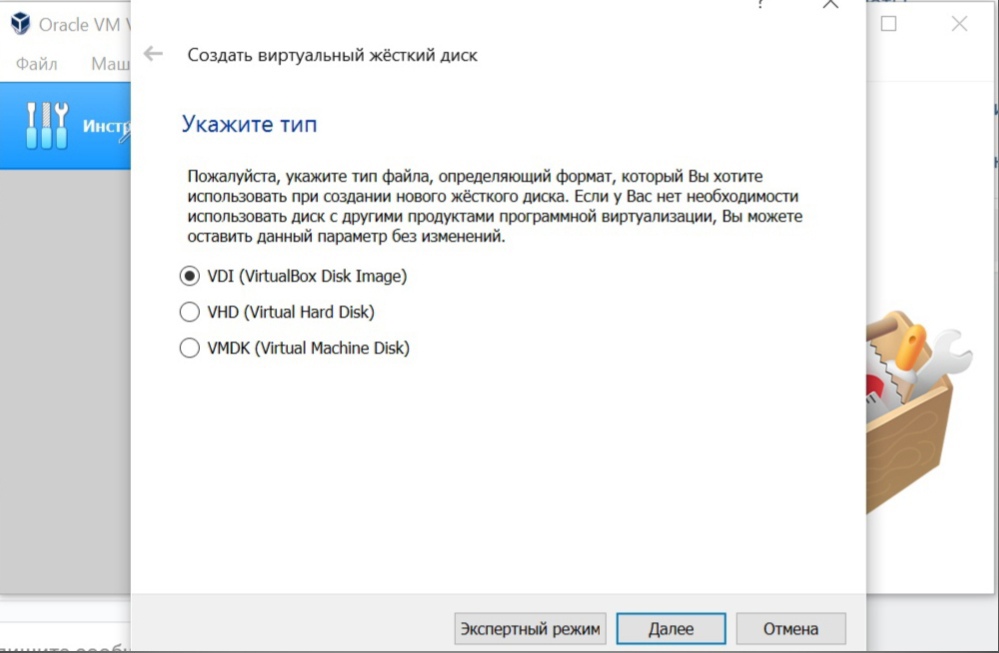 Oracle VM V
Файл Маш
Создать виртуальный жёсткий диск
Инстр
Укажите тип
Пожалуйста, укажите тип файла, определяющий формат, который Вы хотите
использовать при создании нового жёсткого диска. Если у Вас нет необходимости
использовать диск с другими продуктами программной виртуализации, Вы можете
оставить данный параметр без изменений.
VDI (VirtualBox Disk Image)
VHD (Virtual Hard Disk)
VMDK (Virtual Machine Disk)
Экспертный режим Далее Отмена